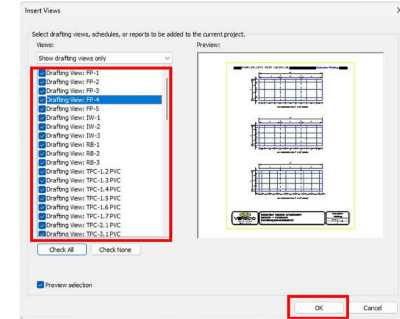 Insert Views
X
Select drafting views, schedules, or reports to be added to the current project.
Views:
Preview:
Show drafting views only
Drafting View: FP-1
Drafting View: FP-2
Drafting View: FP-3
Drafting View: FP-4
Drafting View: FP-5
Drafting View: IW-1
Drafting View: IW-2
Drafting View: IW-3
Drafting View: RB-1
Drafting View: RB-2
Drafting View: RB-3
Drafting View: TPC-1.2 PVC
Drafting View: TPC-1.3 PVC
Drafting View: TPC-1.4 PVC
Drafting View: TPC-1.5 PVC
Drafting View: TPC-1.6 PVC
Drafting View: TPC-1.7 PVC
Drafting View: TPC-2.1 PVC
Drafting View: TPC-3.1 PVC
VERSICO
Check All
Check None
Preview selection
OK
Cancel